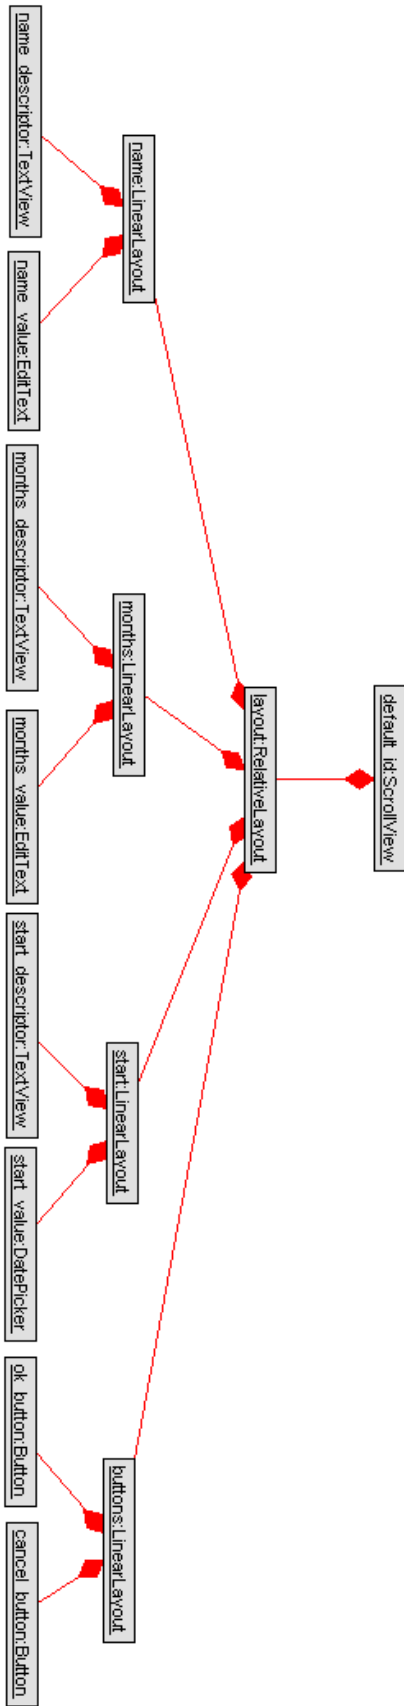 default_id:ScrollView
layout:RelativeLayout
name:LinearLayout
months:LinearLayout
start:LinearLayout
buttons:LinearLayout
name_descriptor:TextView
name_value:EditText
months_descriptor:TextView
months_value:EditText
start_descriptor:TextView
start_value:DatePicker
ok_button:Button
cancel_button:Button